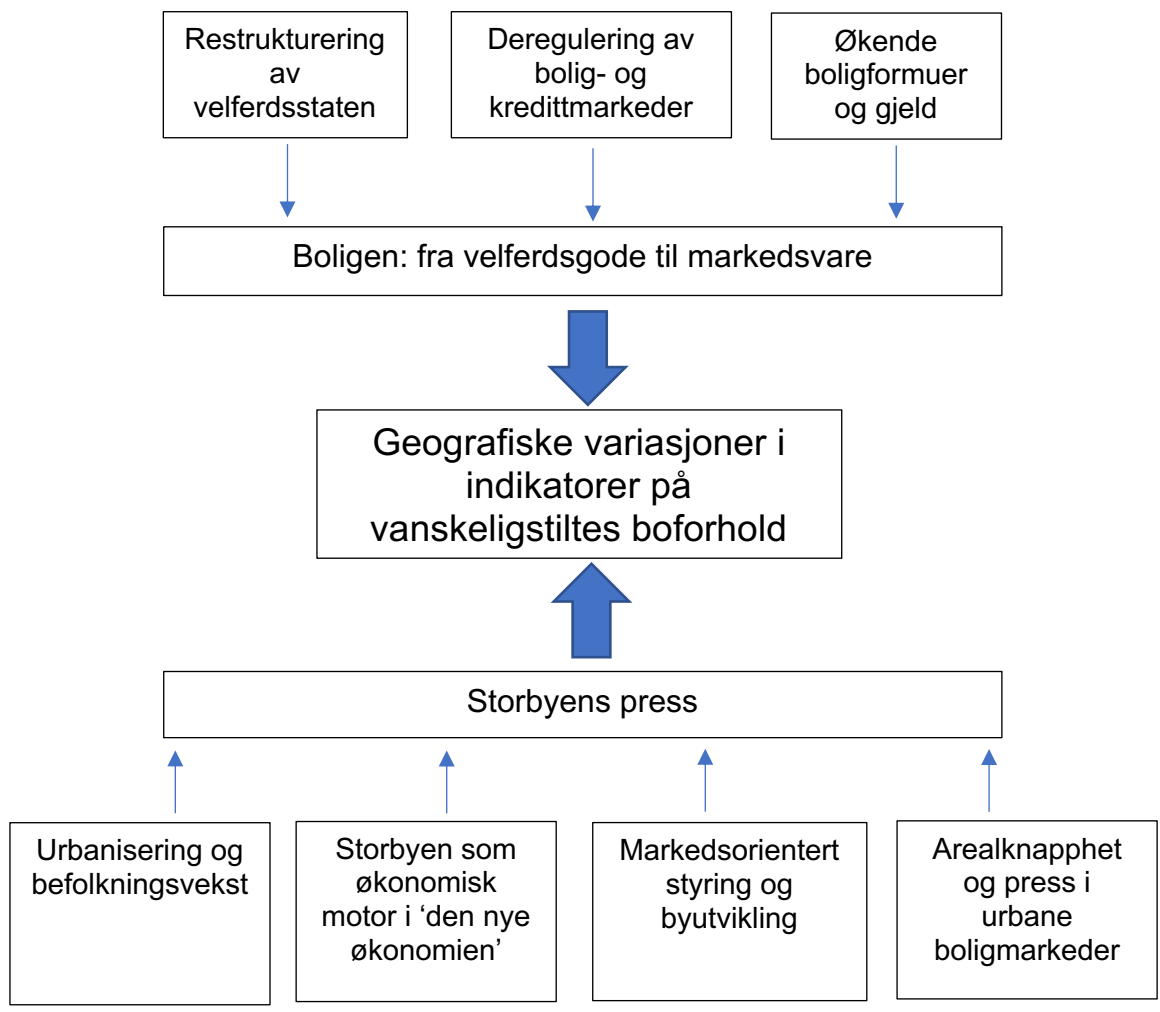 Restrukturering
av
velferdsstaten
Deregulering av
bolig- og
kredittmarkeder
Økende
boligformuer
og gjeld
Boligen: fra velferdsgode til markedsvare
Geografiske variasjoner i
indikatorer på
vanskeligstiltes boforhold
Storbyens press
Urbanisering og
befolkningsvekst
Storbyen som
økonomisk
motor i ‘den nye
økonomien’
Markedsorientert
styring og
byutvikling
Arealknapphet
og press i
urbane
boligmarkeder